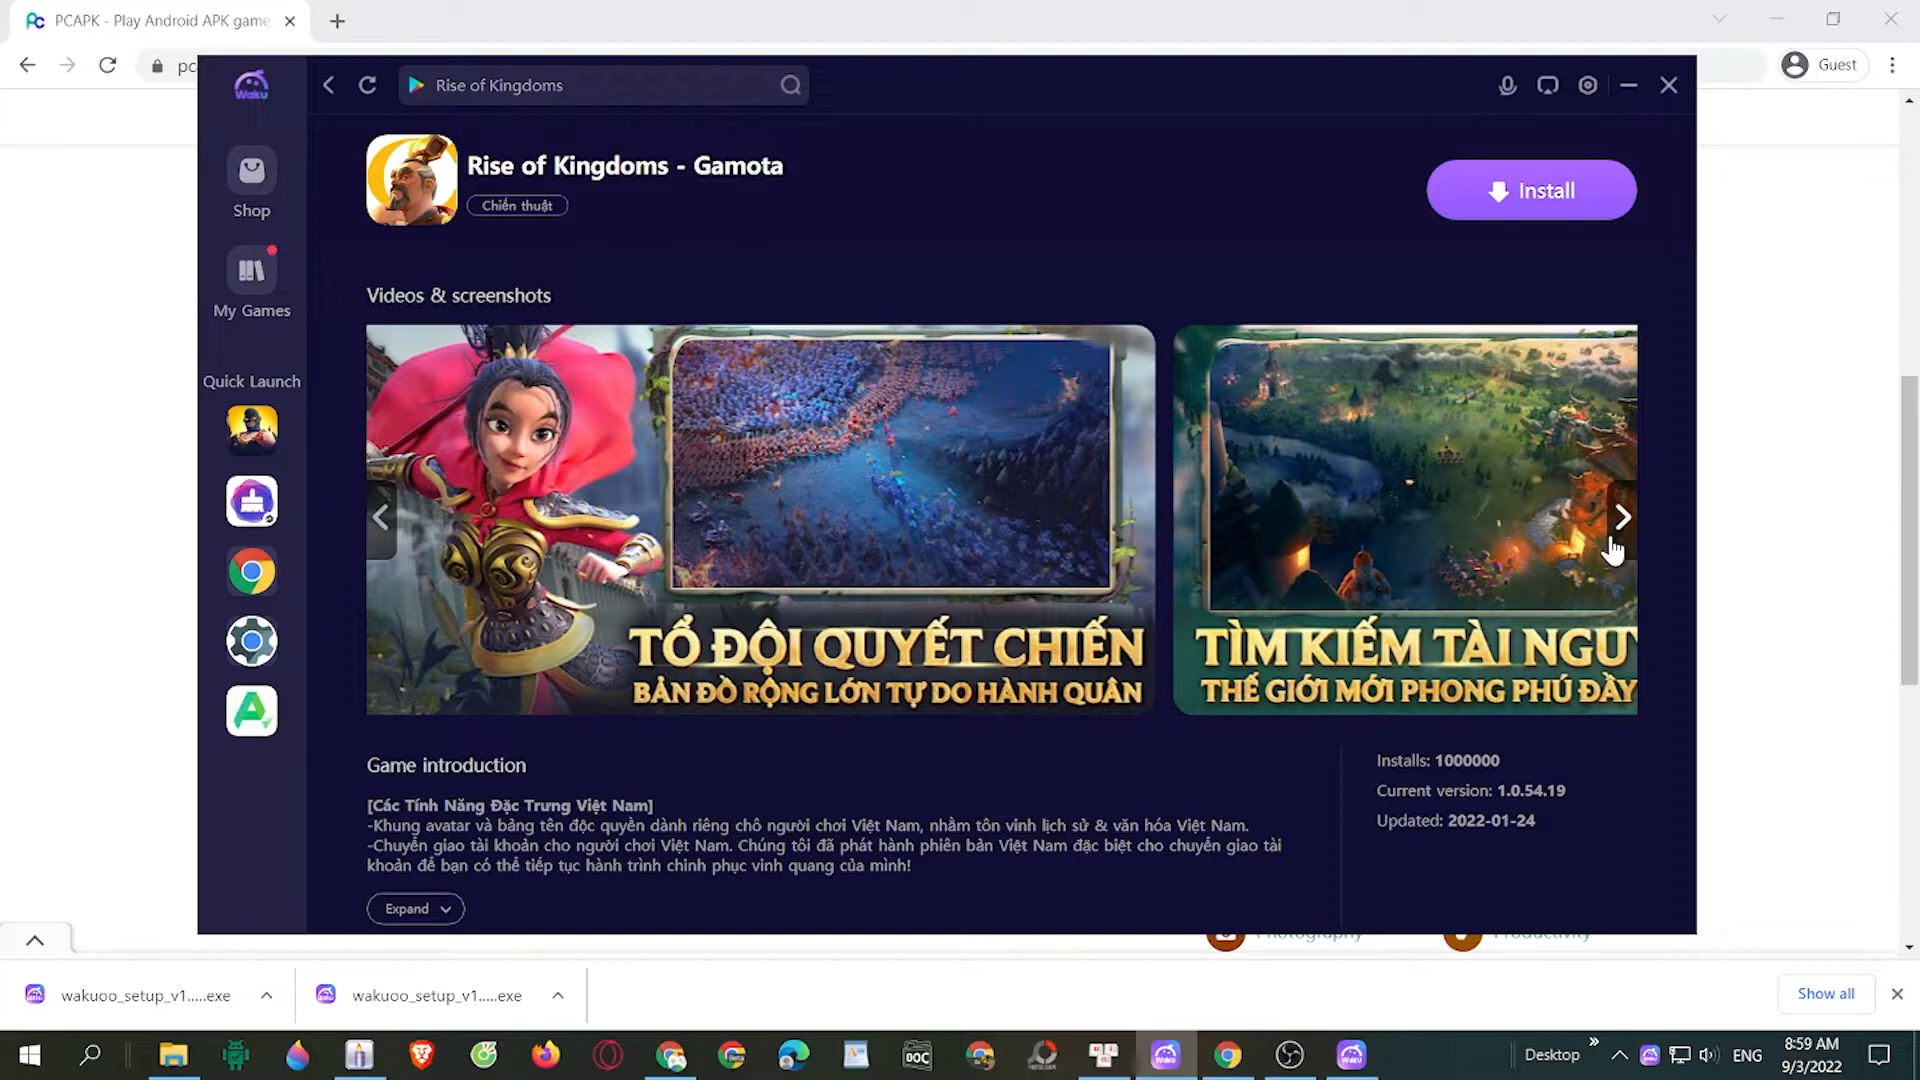 PCAPK - Play Android APK game
pc
Guest
Waku
Rise of Kingdoms
Shop
My Games
Quick Launch
Rise of Kingdoms - Gamota
Chiến thuật
Install
Videos & screenshots
TỔ ĐỘI QUYẾT CHIẾN
BẢN ĐỒ RỘNG LỚN TỰ DO HÀNH QUÂN
TÌM KIẾM TÀI NGU
THẾ GIỚI MỚI PHONG PHÚ ĐẦY
Game introduction
[Các Tính Năng Đặc Trưng Việt Nam]
-Khung avatar và bảng tên độc quyền dành riêng chô người chơi Việt Nam, nhằm tôn vinh lịch sử & văn hóa Việt Nam.
-Chuyển giao tài khoản cho người chơi Việt Nam. Chúng tôi đã phát hành phiên bản Việt Nam đặc biệt cho chuyển giao tài
khoản để bạn có thể tiếp tục hành trình chinh phục vinh quang của mình!
Expand
Installs: 1000000
Current version: 1.0.54.19
Updated: 2022-01-24
Photography
Productivity
wakuoo_setup_v1.....exe
wakuoo_setup_v1.....exe
Show all
DOC
Desktop
ENG
8:59 AM
9/3/2022